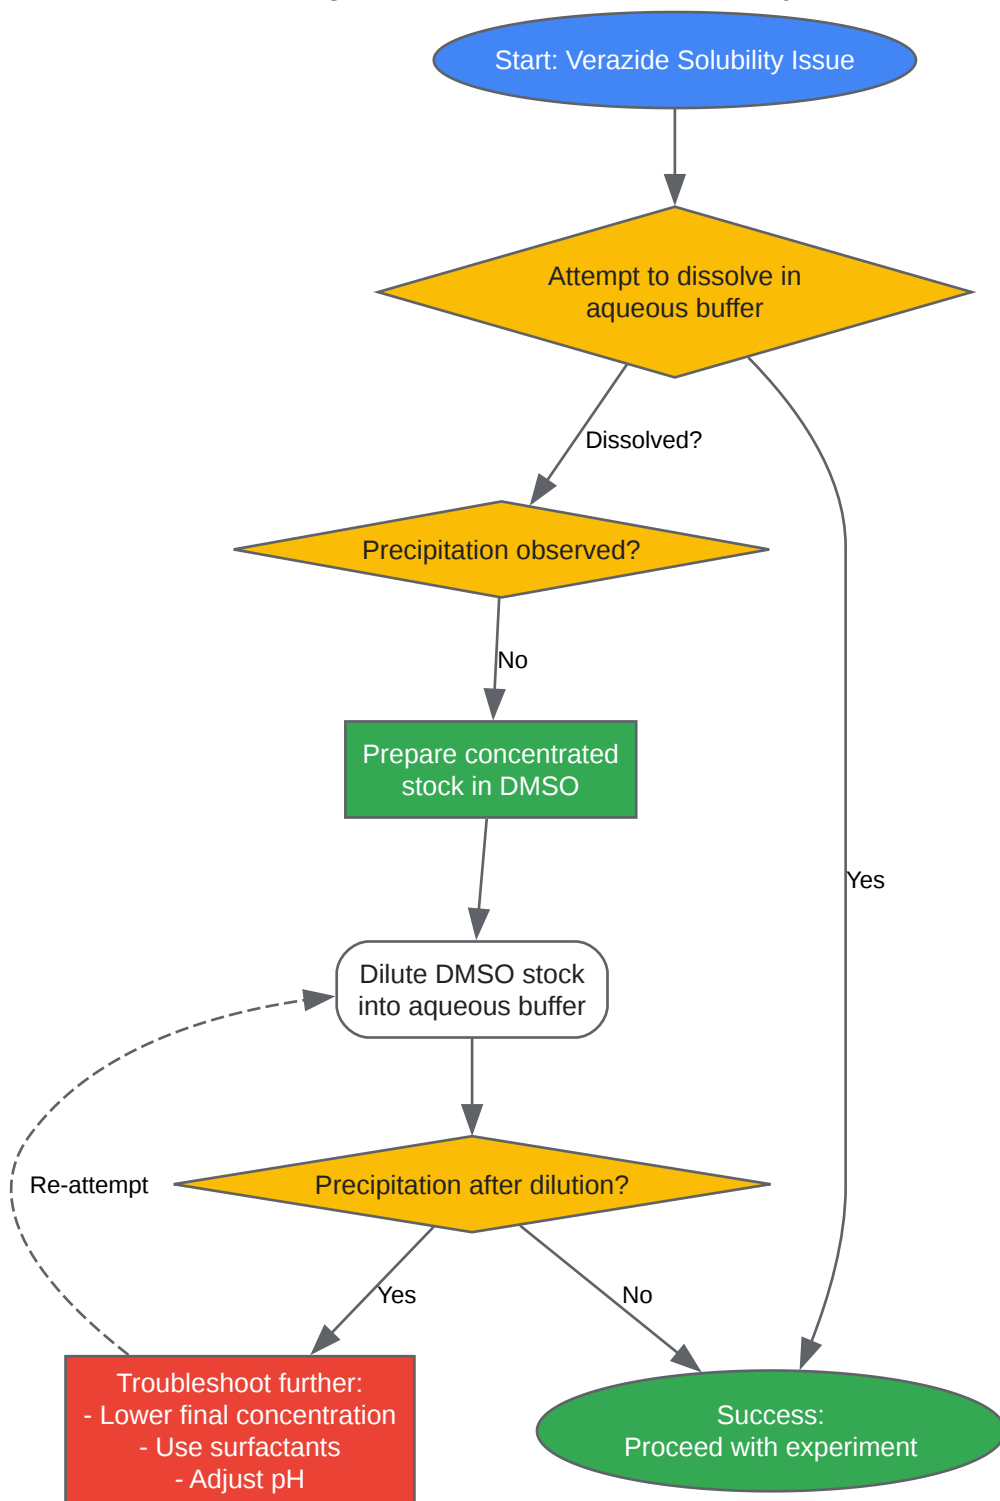 Start: Verazide Solubility Issue
Attempt to dissolve in
aqueous buffer
Dissolved?
Precipitation observed?
No
Prepare concentrated
stock in DMSO
Yes
Dilute DMSO stock
into aqueous buffer
Re-attempt
Precipitation after dilution?
Yes
No
Troubleshoot further:
- Lower final concentration
- Use surfactants
- Adjust pH
Success:
Proceed with experiment